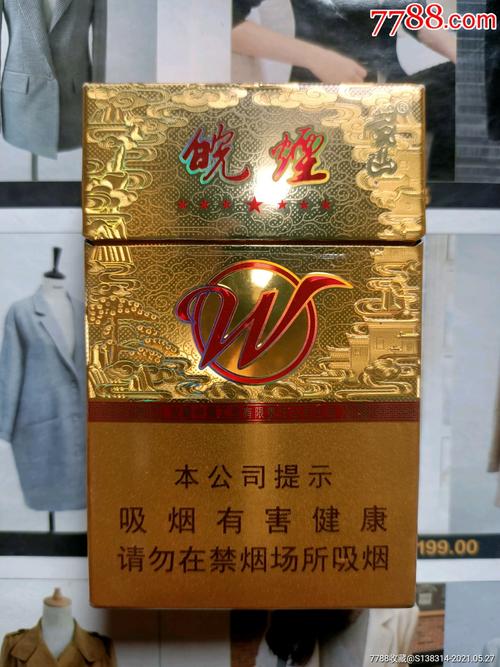 7788.com
皖煙
黄山
W
本公司提示
吸烟有害健康
请勿在禁烟场所吸烟
199.00
7788收藏@S138314-2021.05.27